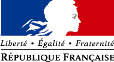 Liberté • Égalité • Fraternité
RÉPUBLIQUE FRANÇAISE